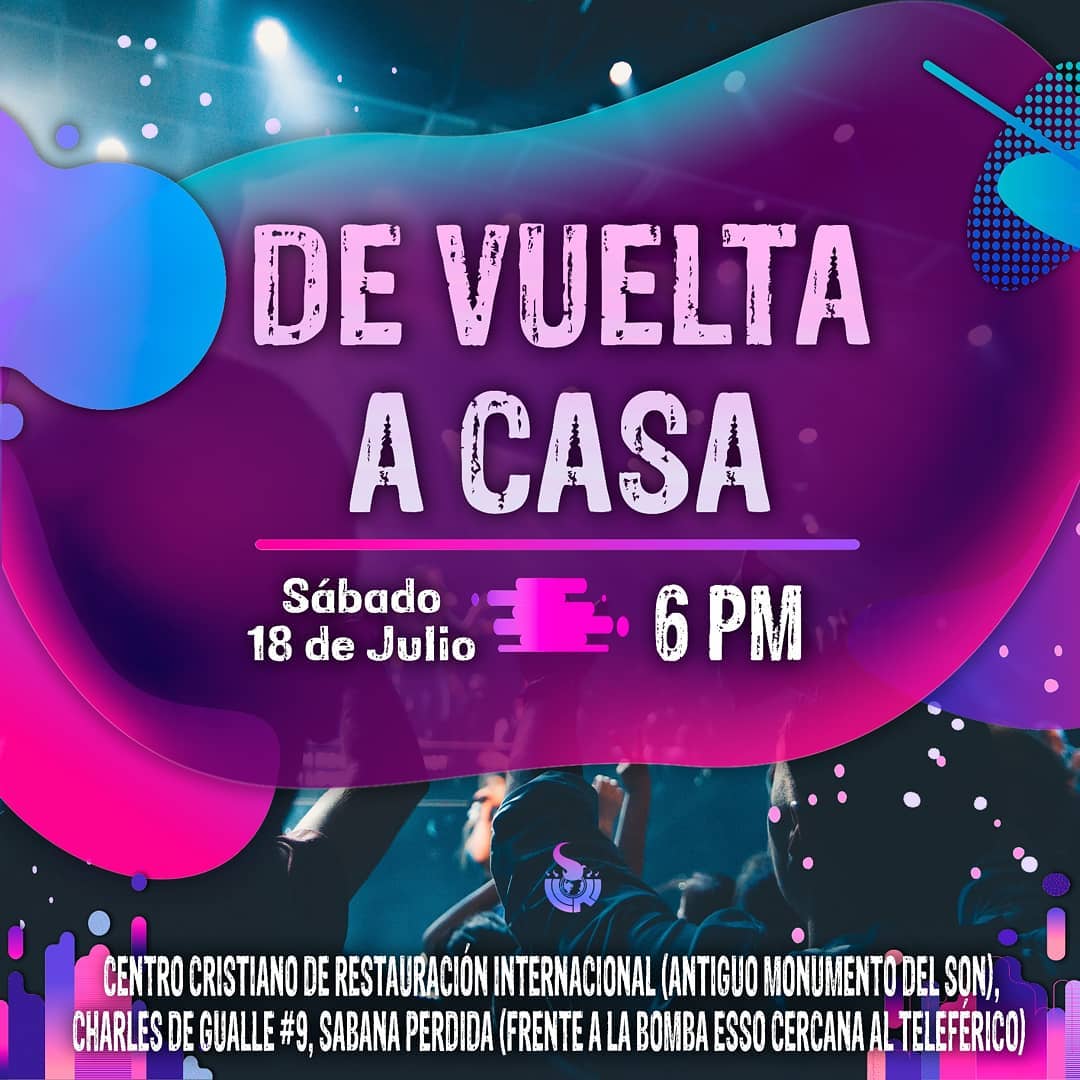 DE VUELTA
A CASA
Sábado
18 de Julio
6 PM
CENTRO CRISTIANO DE RESTAURACIÓN INTERNACIONAL (ANTIGUO MONUMENTO DEL SON),
CHARLES DE GUALLE #9, SABANA PERDIDA (FRENTE A LA BOMBA ESSO CERCANA AL TELEFÉRICO)